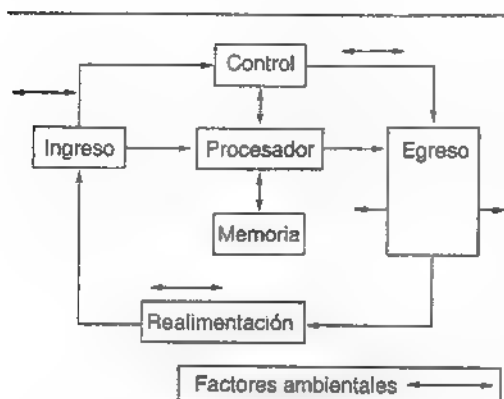 Control
Ingreso
Procesador
Egreso
Memoria
Realimentación
Factores ambientales